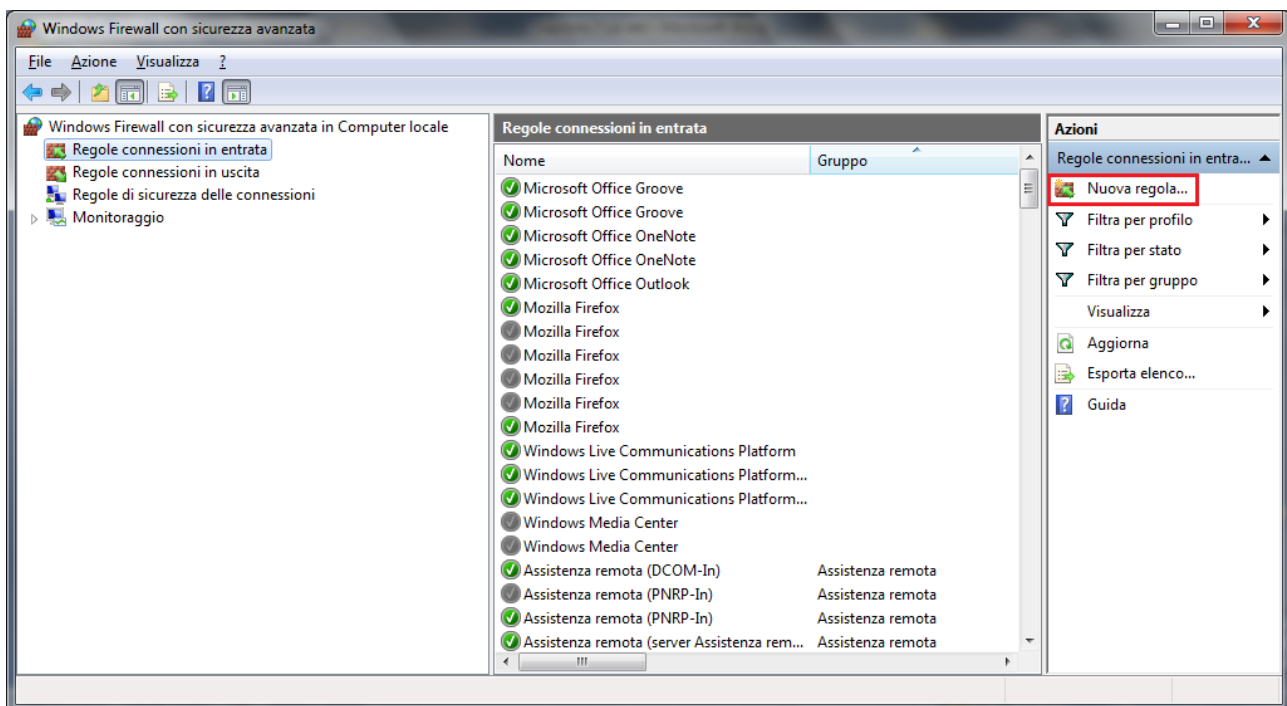 Windows Firewall con sicurezza avanzata
File Azione Visualizza ?
Windows Firewall con sicurezza avanzata in Computer locale
Regole connessioni in entrata
Regole connessioni in uscita
Regole di sicurezza delle connessioni
Monitoraggio
Regole connessioni in entrata
Nome Gruppo
Microsoft Office Groove
Microsoft Office Groove
Microsoft Office OneNote
Microsoft Office OneNote
Microsoft Office Outlook
Mozilla Firefox
Mozilla Firefox
Mozilla Firefox
Mozilla Firefox
Mozilla Firefox
Mozilla Firefox
Windows Live Communications Platform
Windows Live Communications Platform...
Windows Live Communications Platform...
Windows Media Center
Windows Media Center
Assistenza remota (DCOM-In) Assistenza remota
Assistenza remota (PNRP-In) Assistenza remota
Assistenza remota (PNRP-In) Assistenza remota
Assistenza remota (server Assistenza rem... Assistenza remota
Azioni
Regole connessioni in entra...
Nuova regola...
Filtra per profilo
Filtra per stato
Filtra per gruppo
Visualizza
Aggiorna
Esporta elenco...
Guida